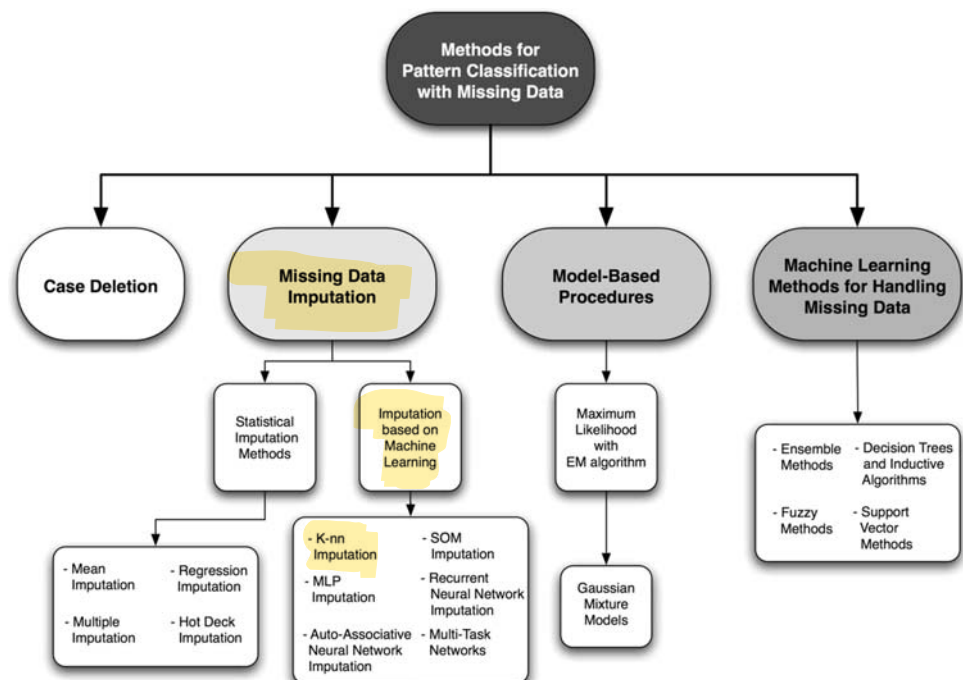 Methods for
Pattern Classification
with Missing Data
Case Deletion
Missing Data
Imputation
Model-Based
Procedures
Machine Learning
Methods for Handling
Missing Data
Statistical
Imputation
Methods
Imputation
based on
Machine
Learning
Maximum
Likelihood
with
EM algorithm
- Ensemble
Methods
- Decision Trees
and Inductive
Algorithms
- Fuzzy
Methods
- Support
Vector
Methods
- Mean
Imputation
- Regression
Imputation
- Multiple
Imputation
- Hot Deck
Imputation
- K-nn
Imputation
- SOM
Imputation
- MLP
Imputation
- Recurrent
Neural Network
Imputation
- Auto-Associative
Neural Network
Imputation
- Multi-Task
Networks
Gaussian
Mixture
Models